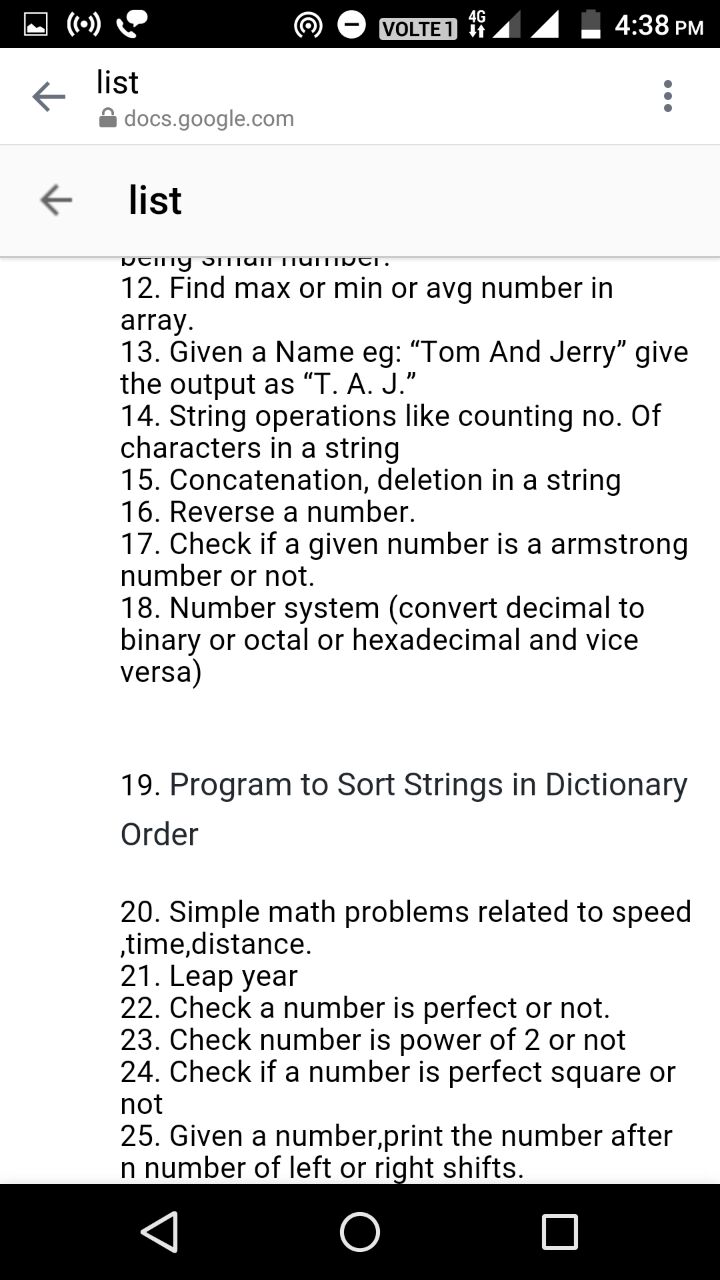 VOLTE 1 4G 4:38 PM
list
docs.google.com
list
being small number.
12. Find max or min or avg number in
array.
13. Given a Name eg: “Tom And Jerry” give
the output as “T. A. J.”
14. String operations like counting no. Of
characters in a string
15. Concatenation, deletion in a string
16. Reverse a number.
17. Check if a given number is a armstrong
number or not.
18. Number system (convert decimal to
binary or octal or hexadecimal and vice
versa)
19. Program to Sort Strings in Dictionary
Order
20. Simple math problems related to speed
,time,distance.
21. Leap year
22. Check a number is perfect or not.
23. Check number is power of 2 or not
24. Check if a number is perfect square or
not
25. Given a number,print the number after
n number of left or right shifts.